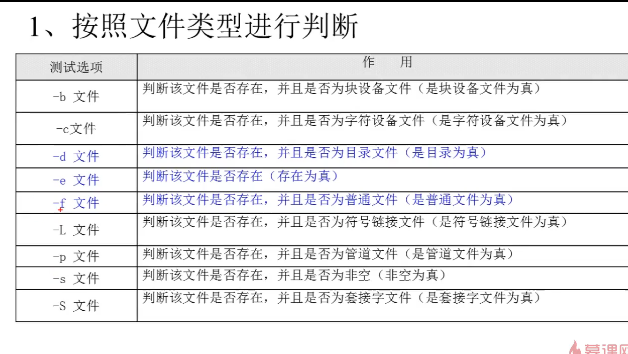 1、按照文件类型进行判断
测试选项 作 用
-b 文件 判断该文件是否存在，并且是否为块设备文件（是块设备文件为真）
-c文件 判断该文件是否存在，并且是否为字符设备文件（是字符设备文件为真）
-d 文件 判断该文件是否存在，并且是否为目录文件（是目录为真）
-e 文件 判断该文件是否存在（存在为真）
-f 文件 判断该文件是否存在，并且是否为普通文件（是普通文件为真）
-L 文件 判断该文件是否存在，并且是否为符号链接文件（是符号链接文件为真）
-p 文件 判断该文件是否存在，并且是否为管道文件（是管道文件为真）
-s 文件 判断该文件是否存在，并且是否为非空（非空为真）
-S 文件 判断该文件是否存在，并且是否为套接字文件（是套接字文件为真）
慕课网